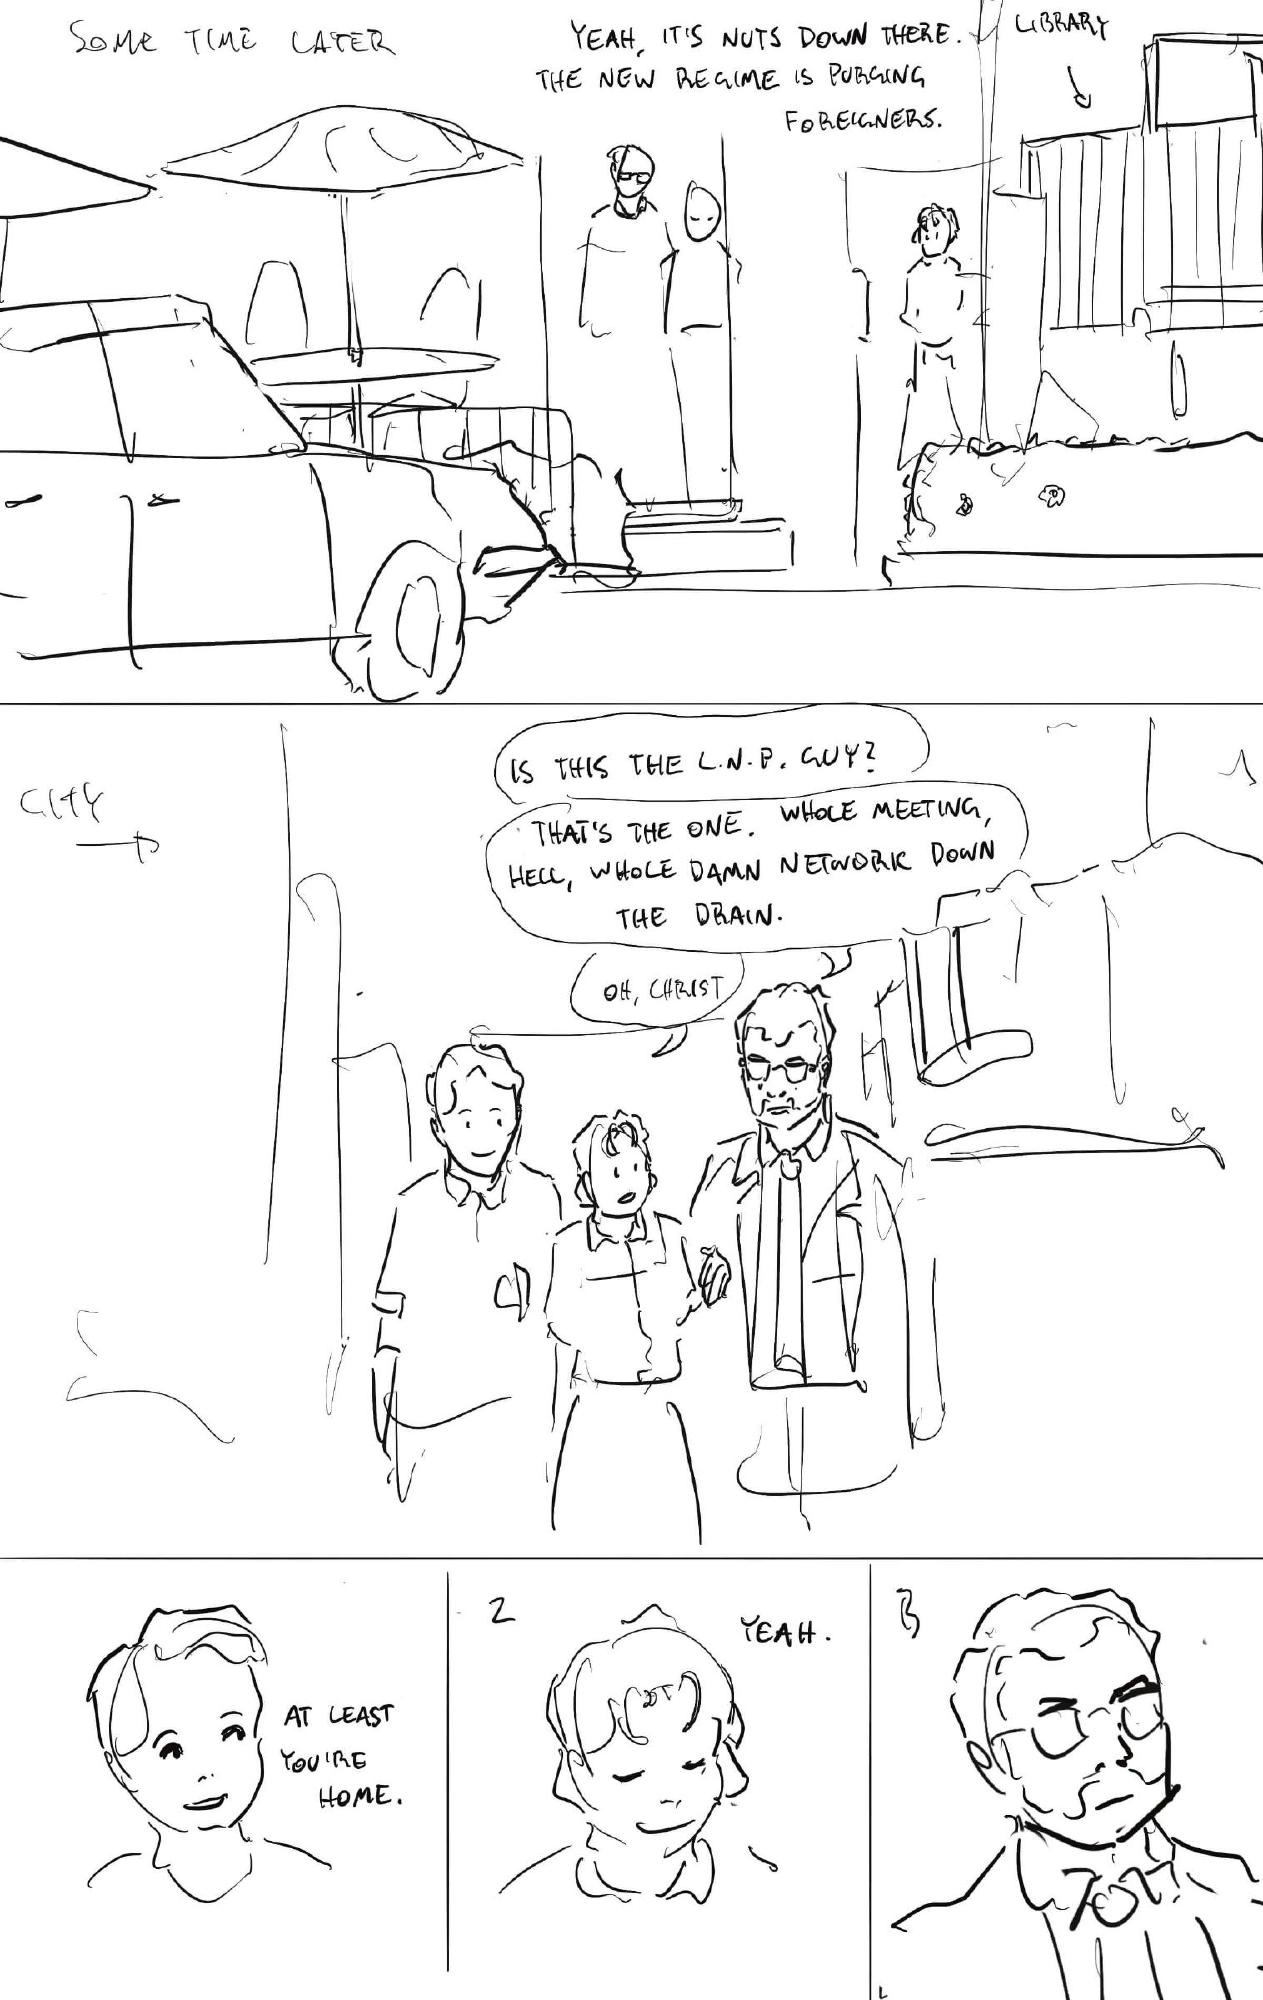 SOME TIME LATER
YEAH, IT'S NUTS DOWN THERE.
THE NEW REGIME IS PURGING
FOREIGNERS.
LIBRARY
CITY
IS THIS THE L.N.P. GUY?
THAT'S THE ONE. WHOLE MEETING,
HELL, WHOLE DAMN NETWORK DOWN
THE DRAIN.
OH, CHRIST
AT LEAST
YOU'RE
HOME.
2
YEAH.
3